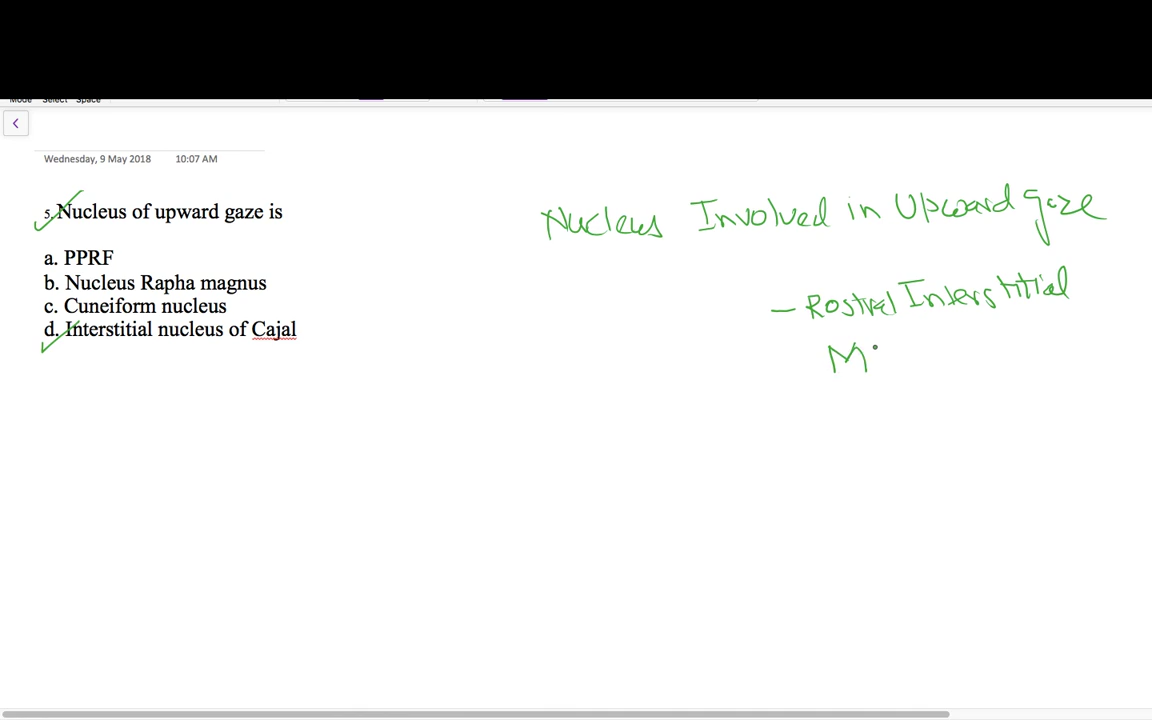 Mode Select Space
Wednesday, 9 May 2018 10:07 AM
5. Nucleus of upward gaze is
a. PPRF
b. Nucleus Rapha magnus
c. Cuneiform nucleus
d. Interstitial nucleus of Cajal
Nucleus Involved in Upward gaze
- Rostral Interstitial
M